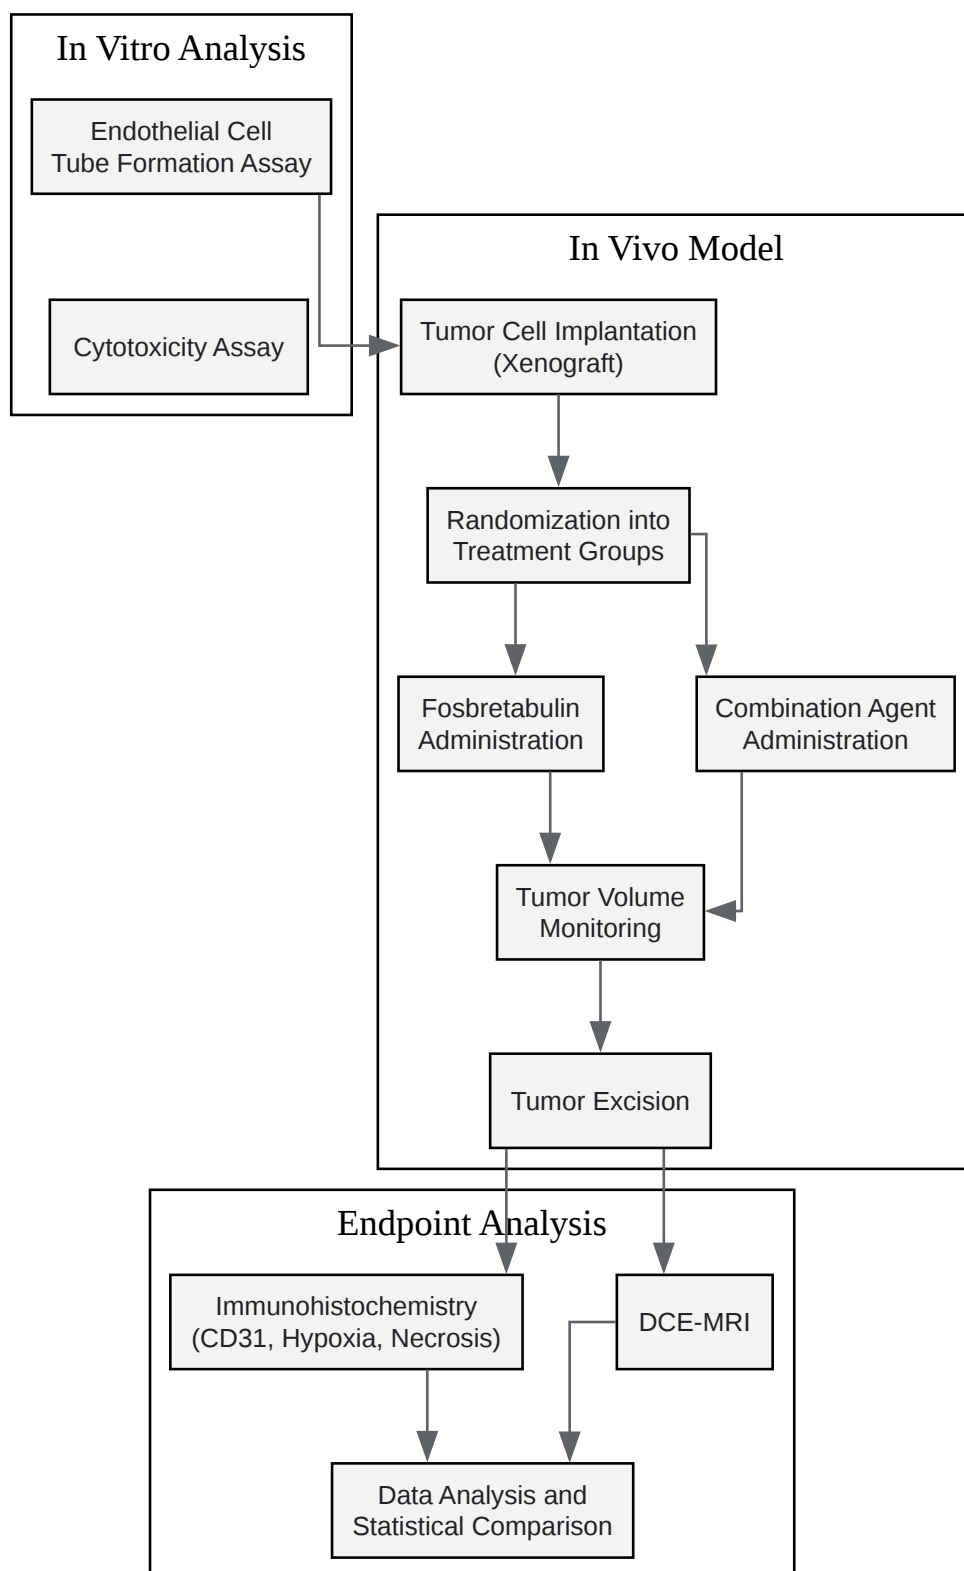 In Vitro Analysis
Endothelial Cell
Tube Formation Assay
Cytotoxicity Assay
In Vivo Model
Tumor Cell Implantation
(Xenograft)
Randomization into
Treatment Groups
Fosbretabulin
Administration
Combination Agent
Administration
Tumor Volume
Monitoring
Tumor Excision
Endpoint Analysis
Immunohistochemistry
(CD31, Hypoxia, Necrosis)
DCE-MRI
Data Analysis and
Statistical Comparison